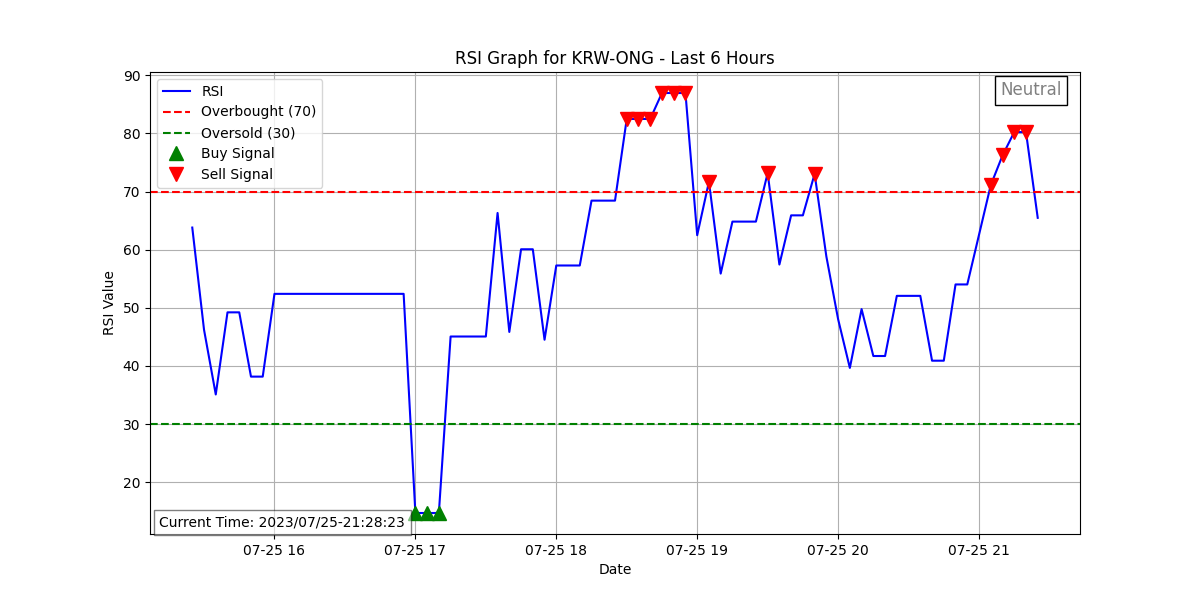 RSI Graph for KRW-ONG - Last 6 Hours
RSI
Overbought (70)
Oversold (30)
Buy Signal
Sell Signal
Neutral
RSI Value
90
80
70
60
50
40
30
20
Current Time: 2023/07/25-21:28:23
07-25 16
07-25 17
07-25 18
07-25 19
07-25 20
07-25 21
Date